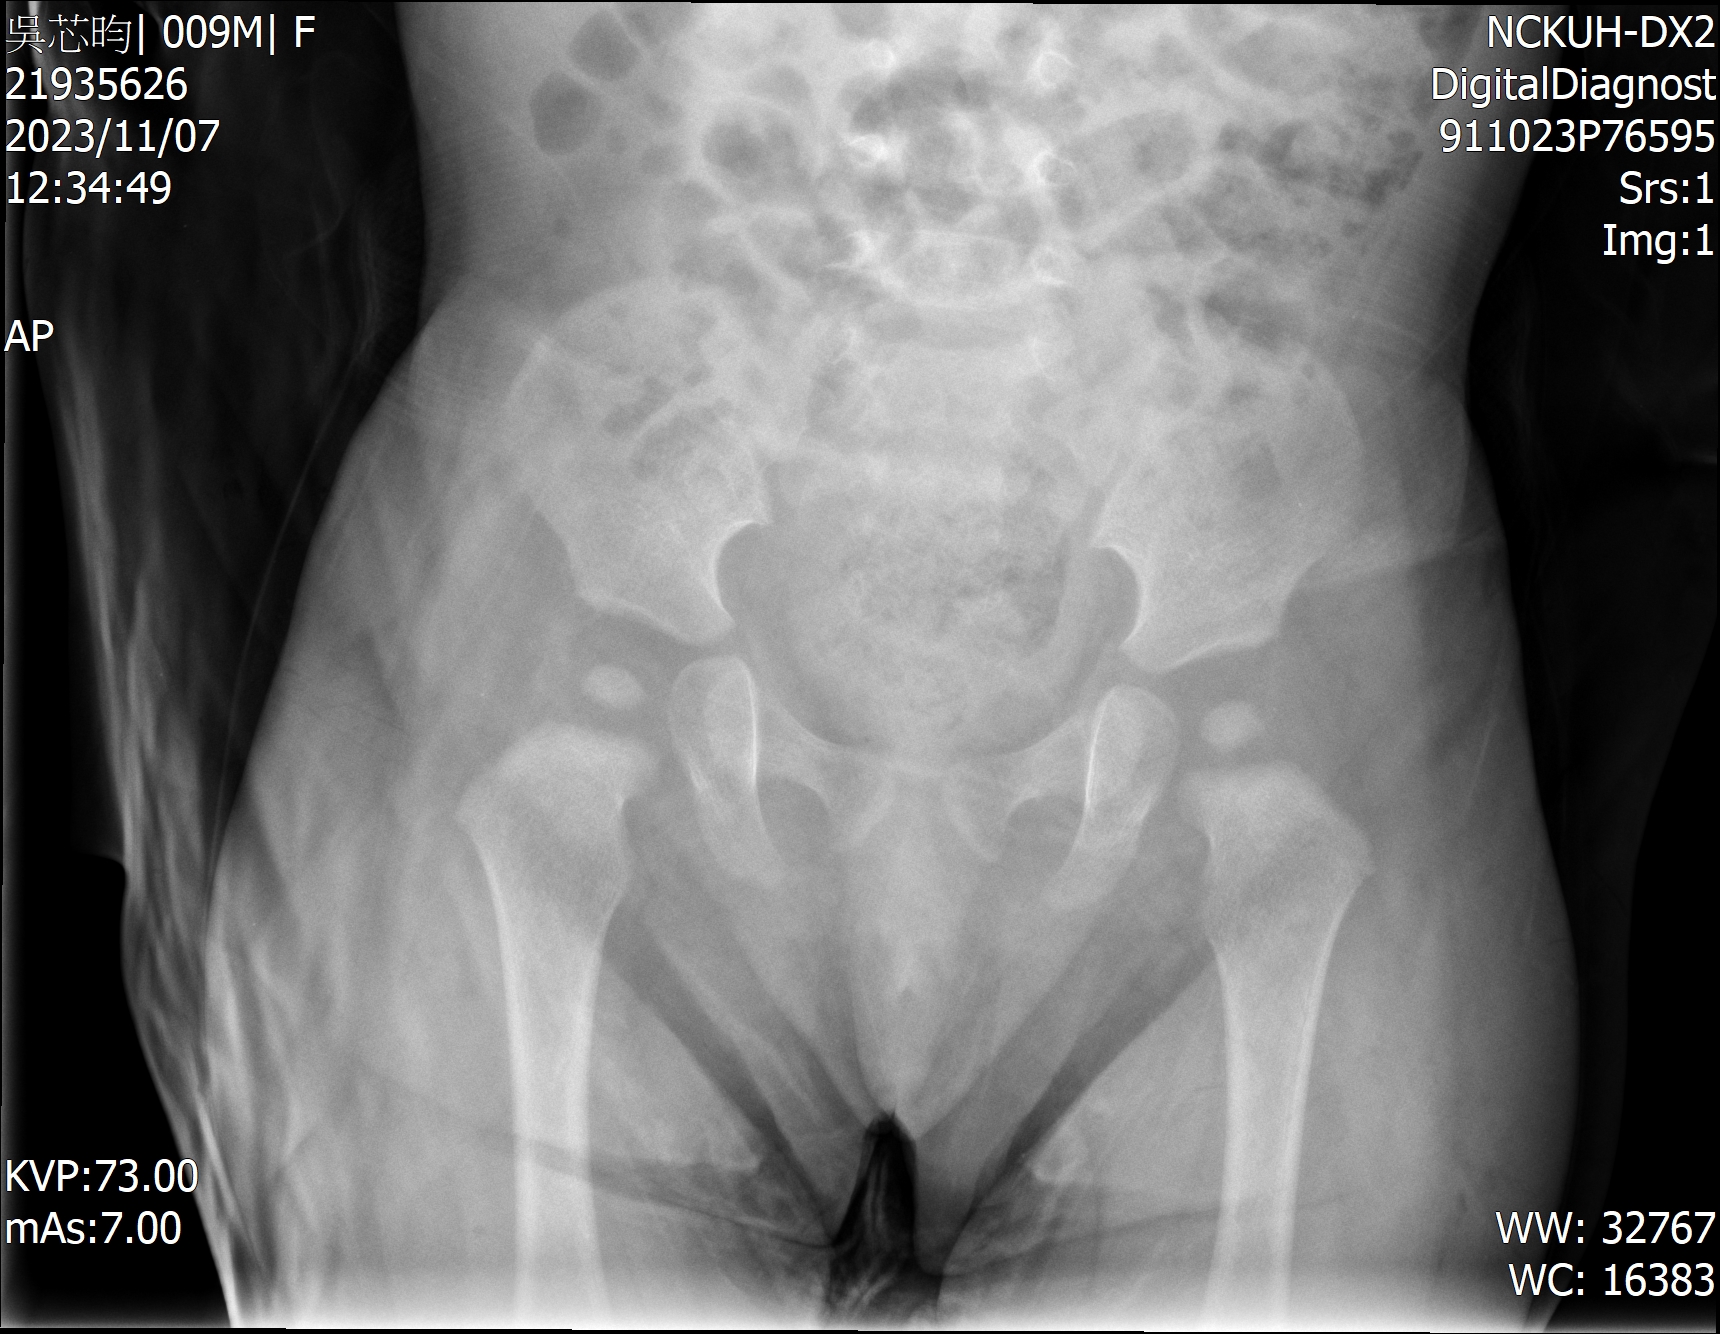 吳芯昀| 009M| F
21935626
2023/11/07
12:34:49
AP
NCKUH-DX2
DigitalDiagnost
911023P76595
Srs:1
Img:1
KVP:73.00
mAs:7.00
WW: 32767
WC: 16383